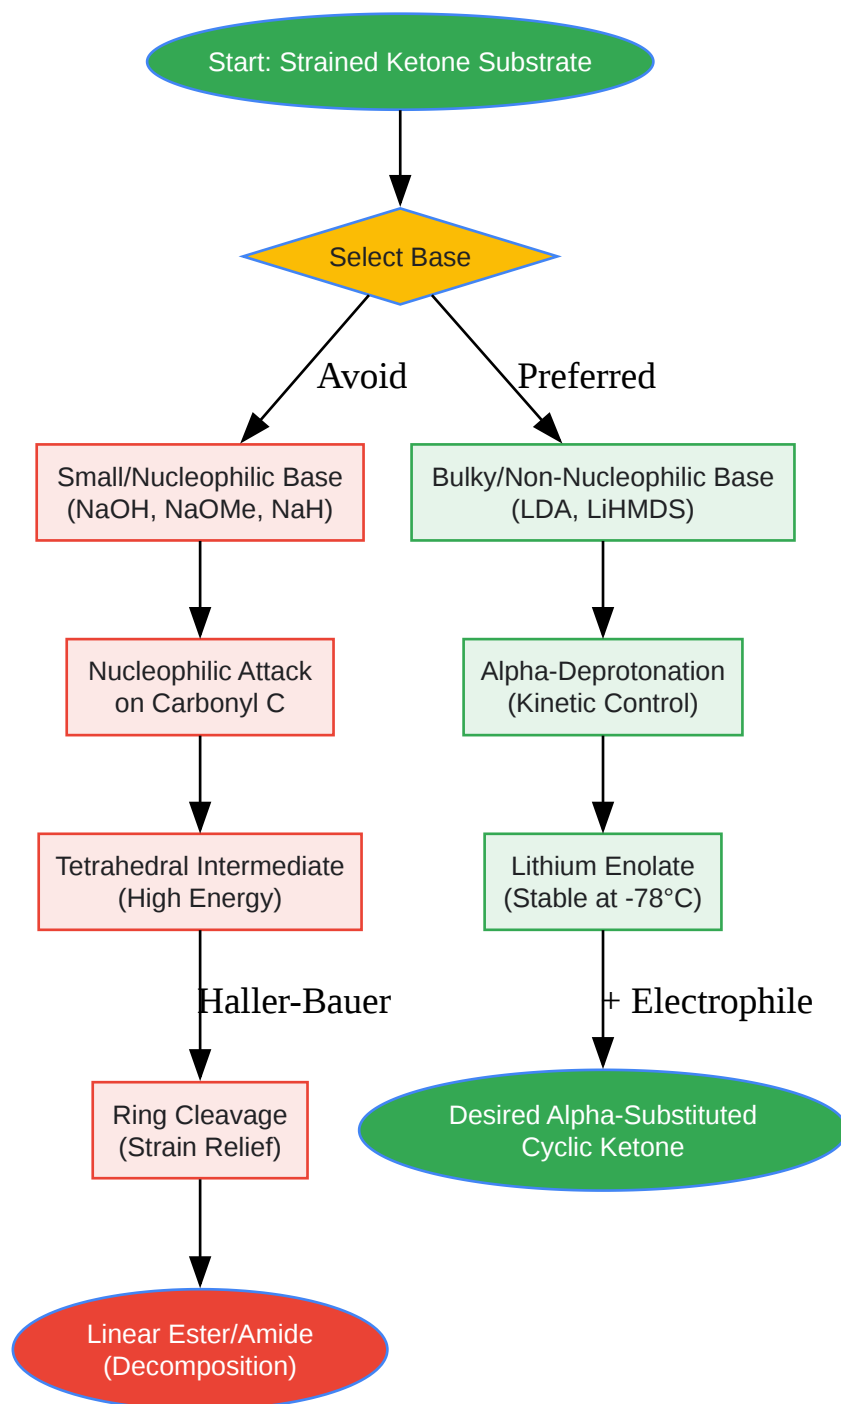 Start: Strained Ketone Substrate
Select Base
Avoid
Preferred
Small/Nucleophilic Base
(NaOH, NaOMe, NaH)
Bulky/Non-Nucleophilic Base
(LDA, LiHMDS)
Nucleophilic Attack
on Carbonyl C
Alpha-Deprotonation
(Kinetic Control)
Tetrahedral Intermediate
(High Energy)
Lithium Enolate
(Stable at -78°C)
Haller-Bauer
+ Electrophile
Ring Cleavage
(Strain Relief)
Desired Alpha-Substituted
Cyclic Ketone
Linear Ester/Amide
(Decomposition)